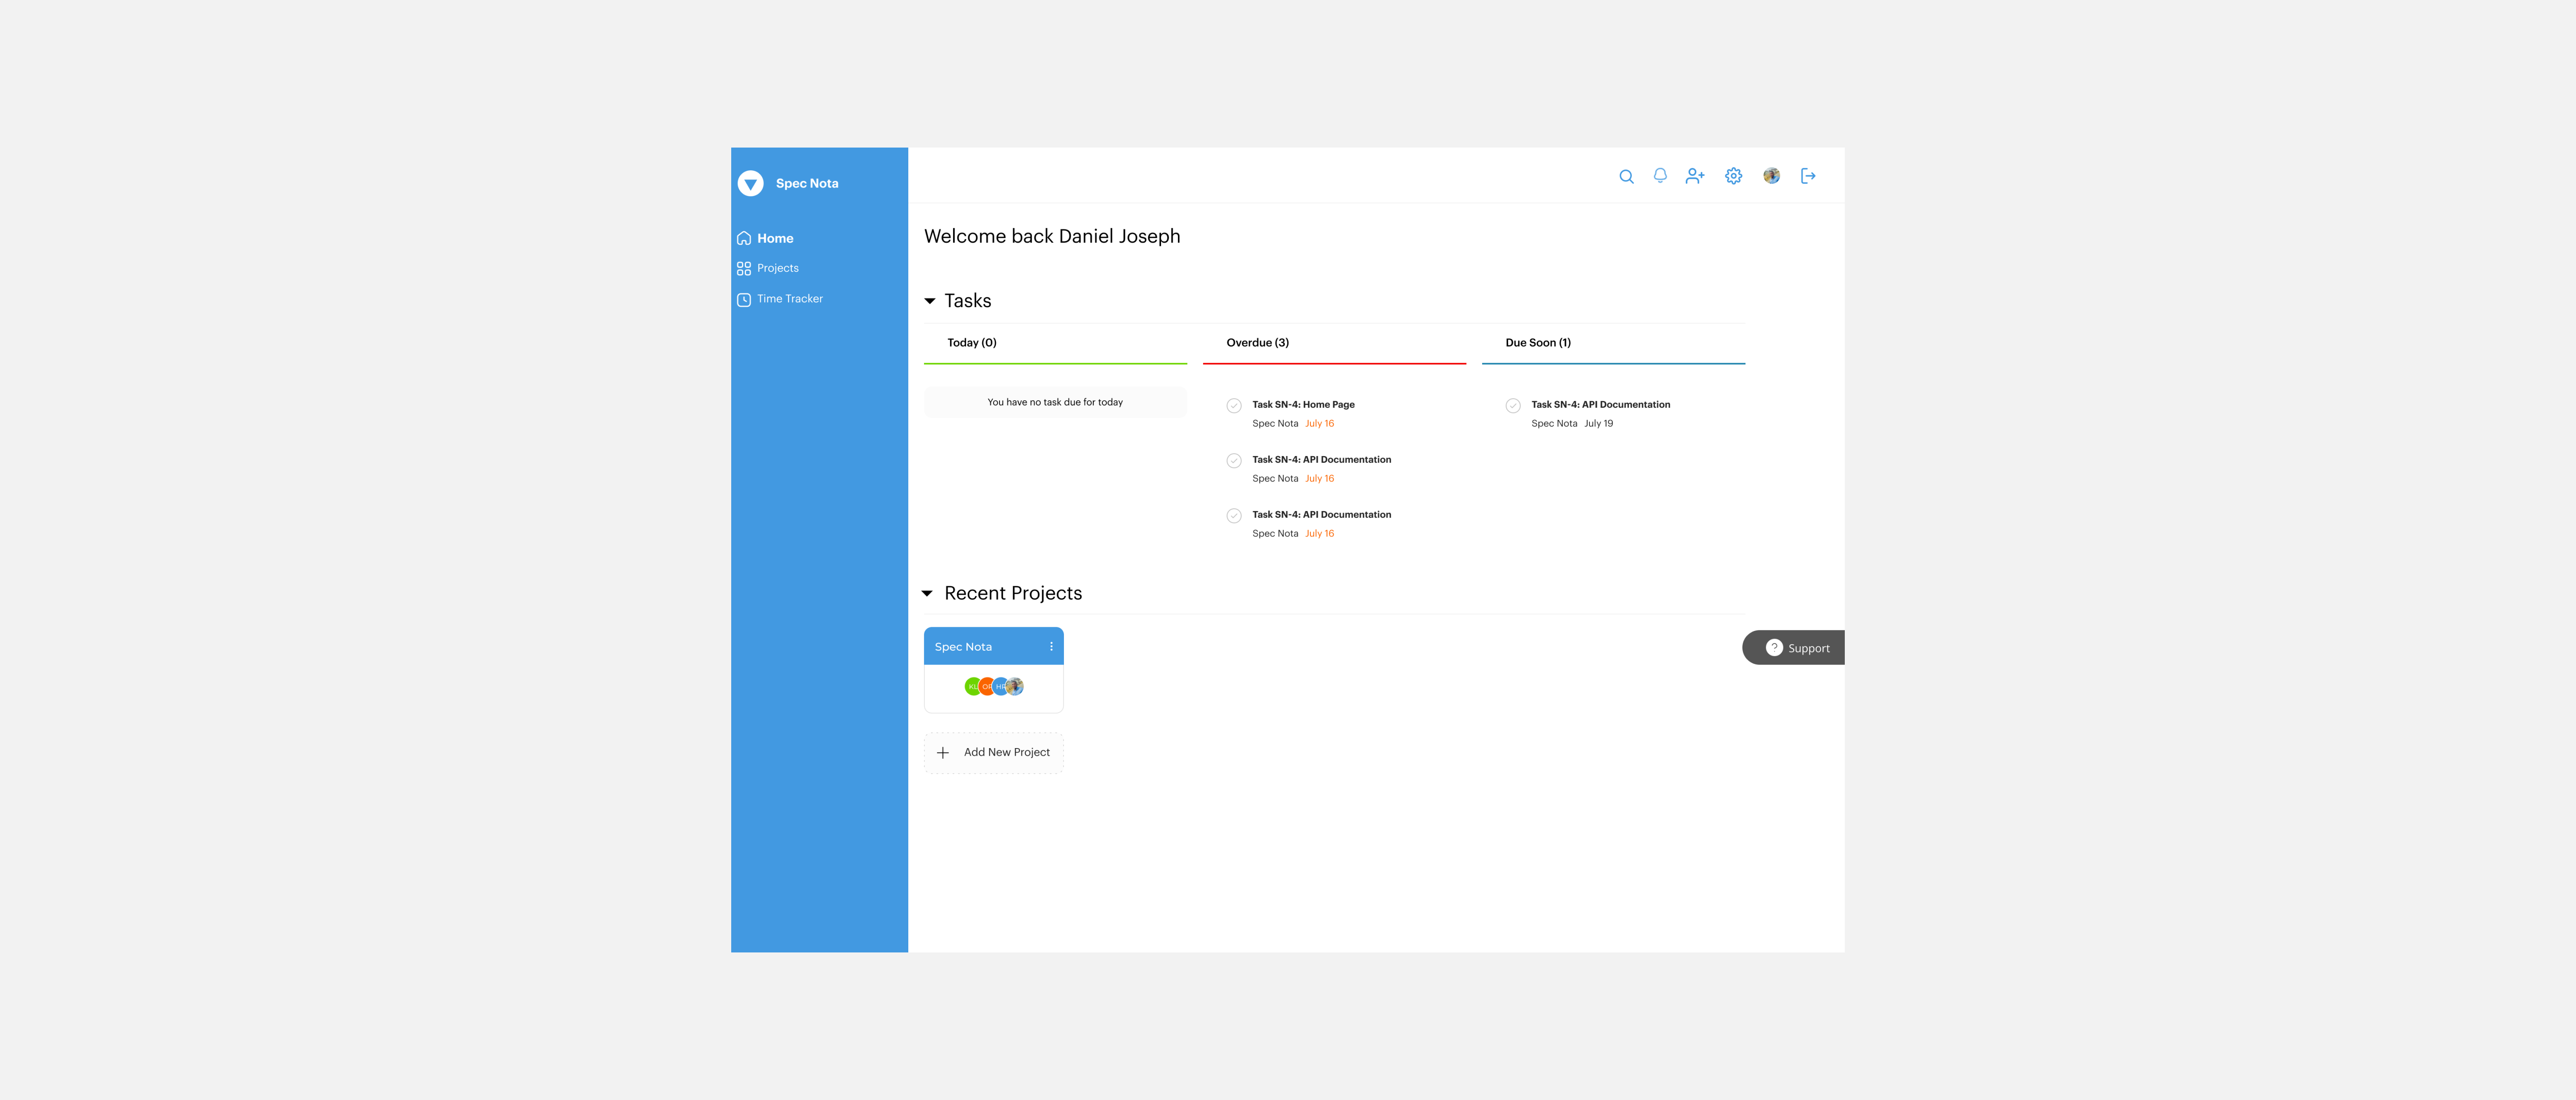 Spec Nota
Home
Projects
Time Tracker
Welcome back Daniel Joseph
Tasks
Today (0)
You have no task due for today
Overdue (3)
Task SN-4: Home Page
Spec Nota July 16
Task SN-4: API Documentation
Spec Nota July 16
Task SN-4: API Documentation
Spec Nota July 16
Due Soon (1)
Task SN-4: API Documentation
Spec Nota July 19
Recent Projects
Spec Nota
Add New Project
? Support